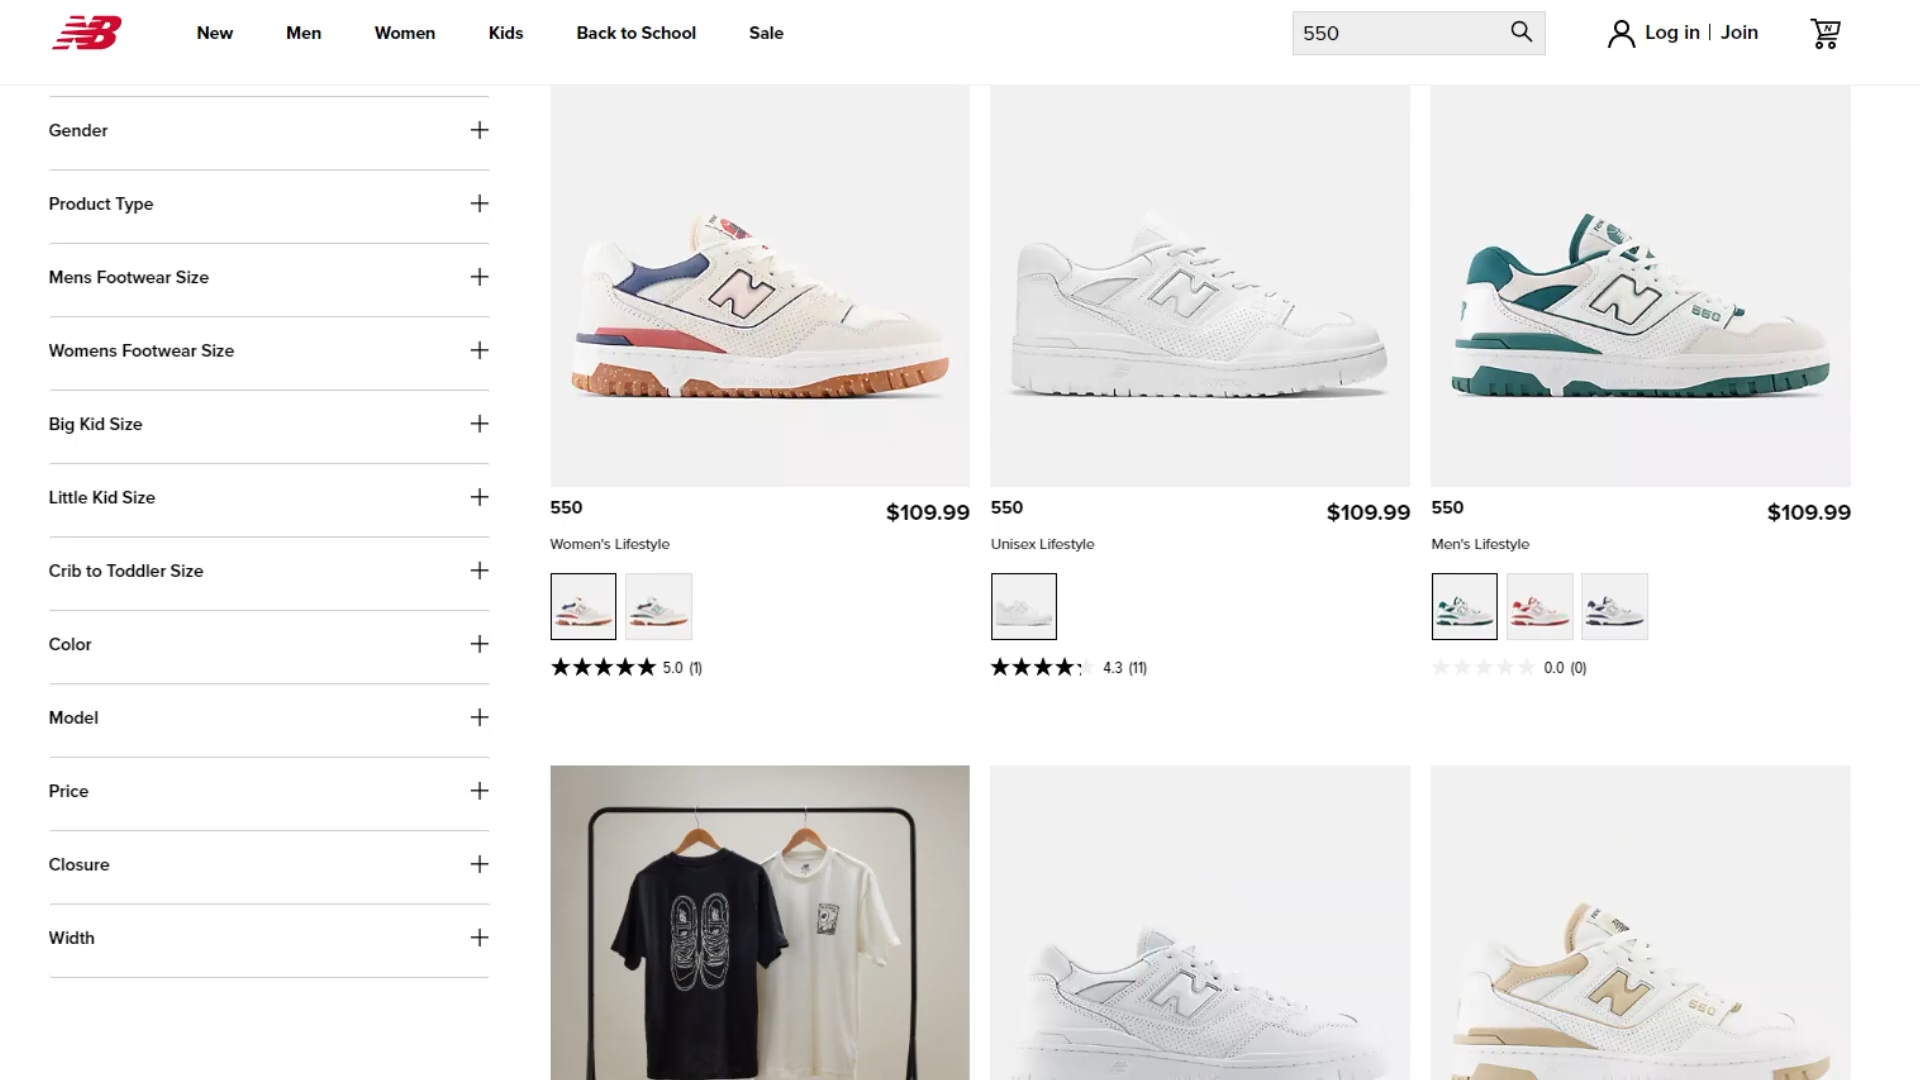 NB
New
Men
Women
Kids
Back to School
Sale
550
Log in | Join
N
Gender
Product Type
Mens Footwear Size
Womens Footwear Size
Big Kid Size
Little Kid Size
Crib to Toddler Size
Color
Model
Price
Closure
Width
N
N
N
550
550
$109.99
Women's Lifestyle
5.0 (1)
550
$109.99
Unisex Lifestyle
4.3 (11)
550
$109.99
Men's Lifestyle
0.0 (0)
N
N
550